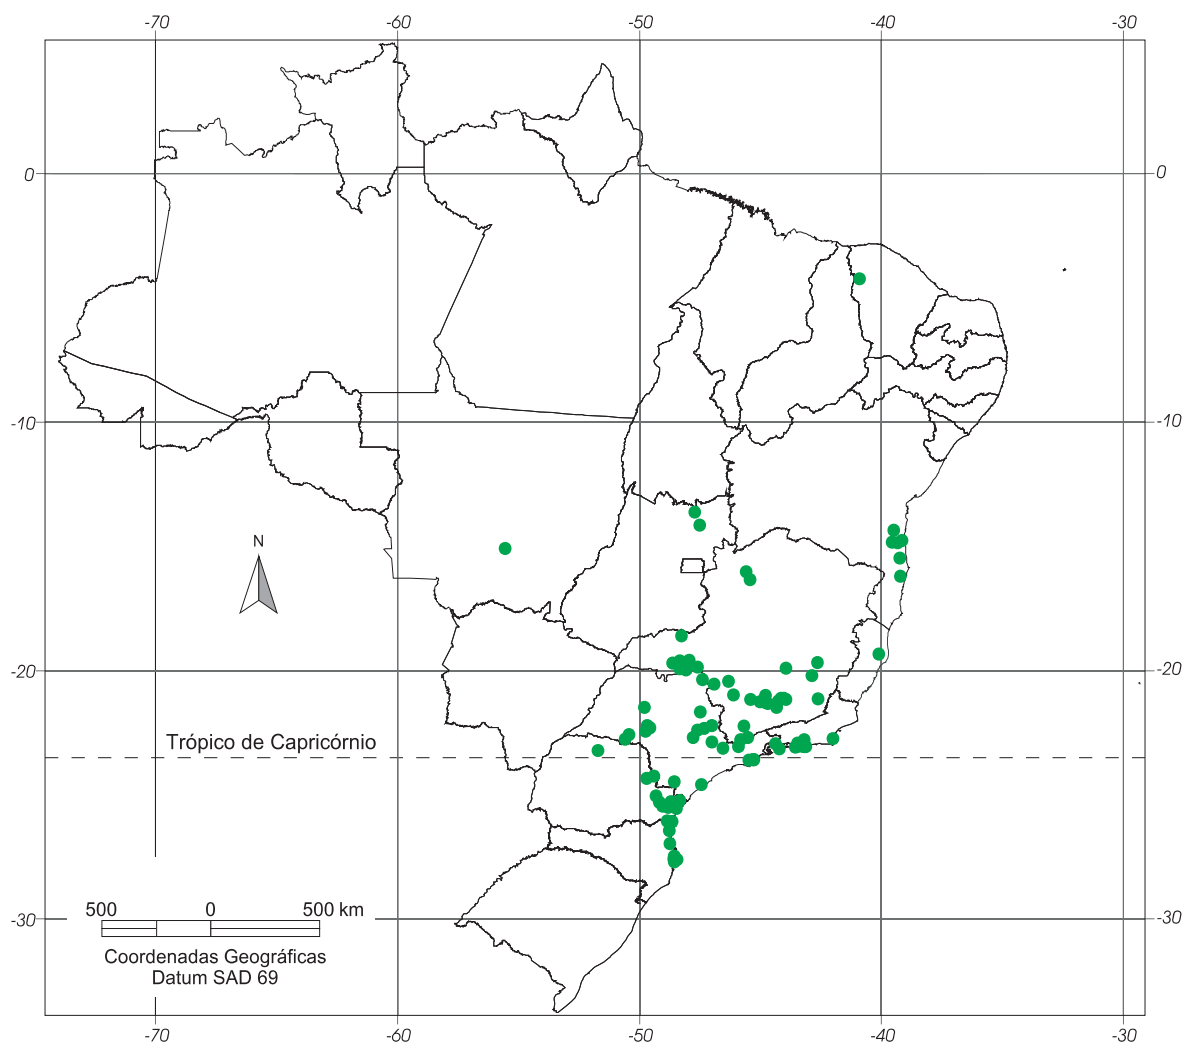 -70 -60 -50 -40 -30
0 0
-10 -10
N
-20 -20
Trópico de Capricórnio
500 0 500 km
-30 -30
Coordenadas Geográficas
Datum SAD 69
-70 -60 -50 -40 -30